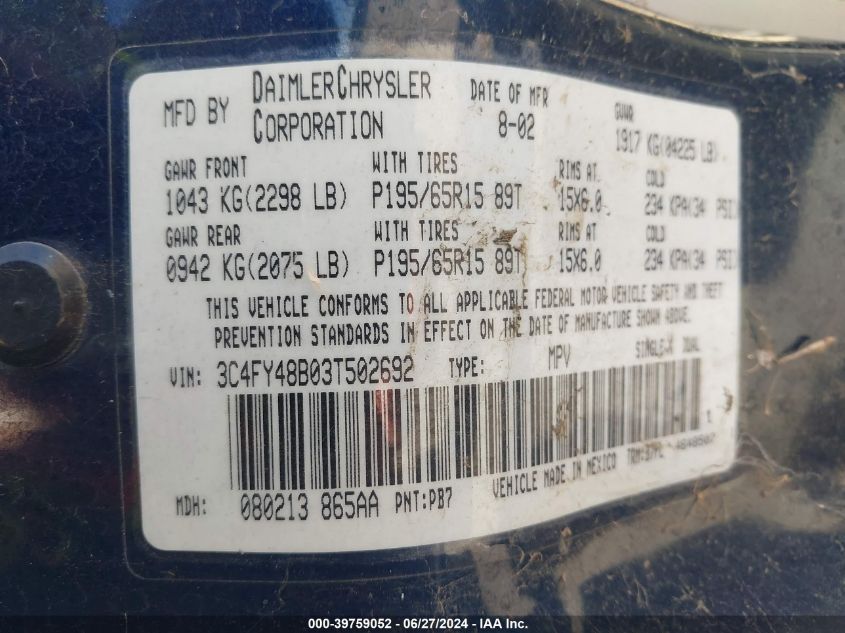 MFD BY DAIMLERCHRYSLER CORPORATION DATE OF MFR 8-02 GVWR 1917 KG(04225 LB)
GAWR FRONT WITH TIRES RIMS AT COLD
1043 KG(2298 LB) P195/65R15 89T 15X6.0 234 KPA(34 PSI)
GAWR REAR WITH TIRES RIMS AT COLD
0942 KG(2075 LB) P195/65R15 89T 15X6.0 234 KPA(34 PSI)
THIS VEHICLE CONFORMS TO ALL APPLICABLE FEDERAL MOTOR VEHICLE SAFETY AND THEFT
PREVENTION STANDARDS IN EFFECT ON THE DATE OF MANUFACTURE SHOWN ABOVE.
VIN: 3C4FY48B03T502692 TYPE: MPV SINGLE-X DUAL
1
MDH: 080213 865AA PNT:PB7 VEHICLE MADE IN MEXICO
000-39759052 - 06/27/2024 - IAA Inc.